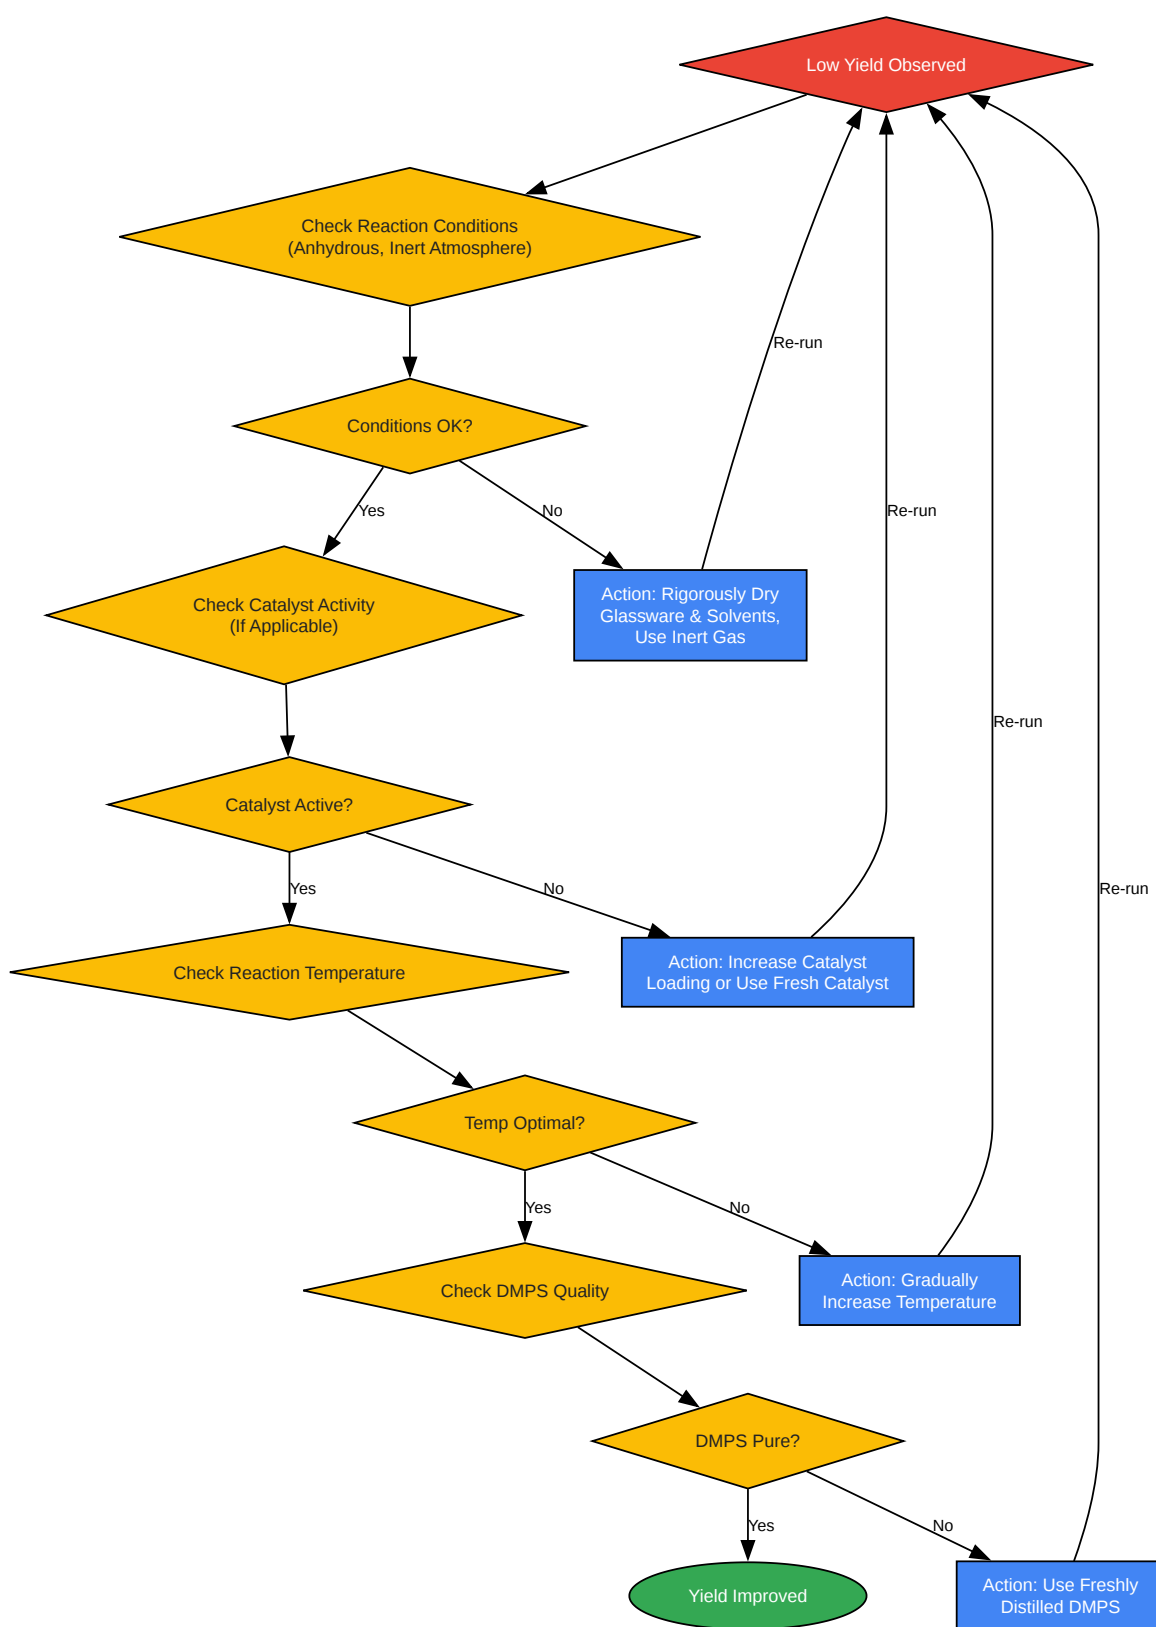 Low Yield Observed
Check Reaction Conditions
(Anhydrous, Inert Atmosphere)
Re-run
Conditions OK?
Yes
No
Re-run
Check Catalyst Activity
(If Applicable)
Action: Rigorously Dry
Glassware & Solvents,
Use Inert Gas
Re-run
Catalyst Active?
Yes
No
Re-run
Check Reaction Temperature
Action: Increase Catalyst
Loading or Use Fresh Catalyst
Temp Optimal?
Yes
No
Check DMPS Quality
Action: Gradually
Increase Temperature
DMPS Pure?
Yes
No
Yield Improved
Action: Use Freshly
Distilled DMPS